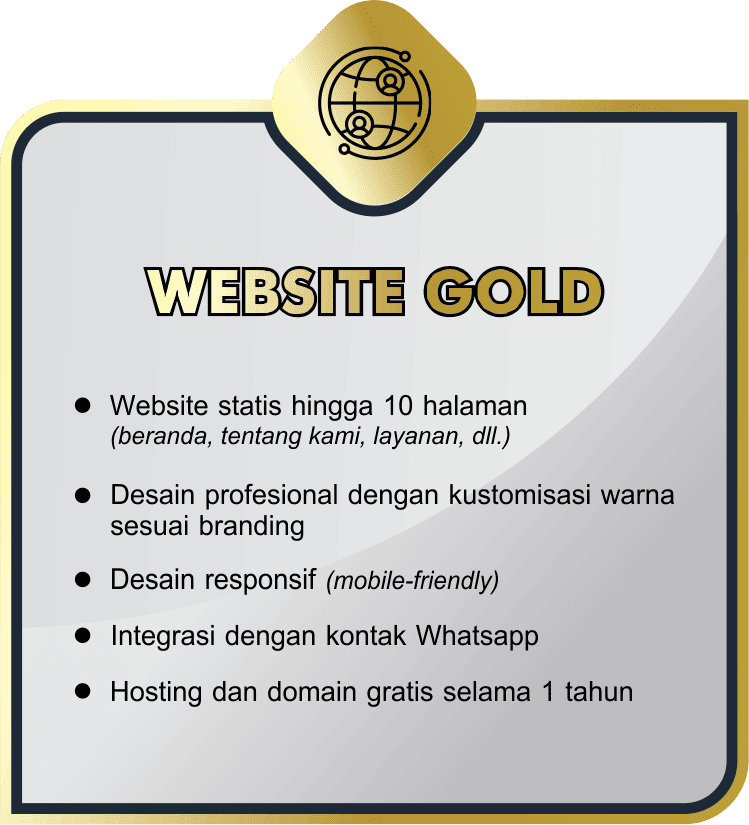 WEBSITE GOLD
● Website statis hingga 10 halaman
(beranda, tentang kami, layanan, dll.)
● Desain profesional dengan kustomisasi warna
sesuai branding
● Desain responsif (mobile-friendly)
● Integrasi dengan kontak Whatsapp
● Hosting dan domain gratis selama 1 tahun